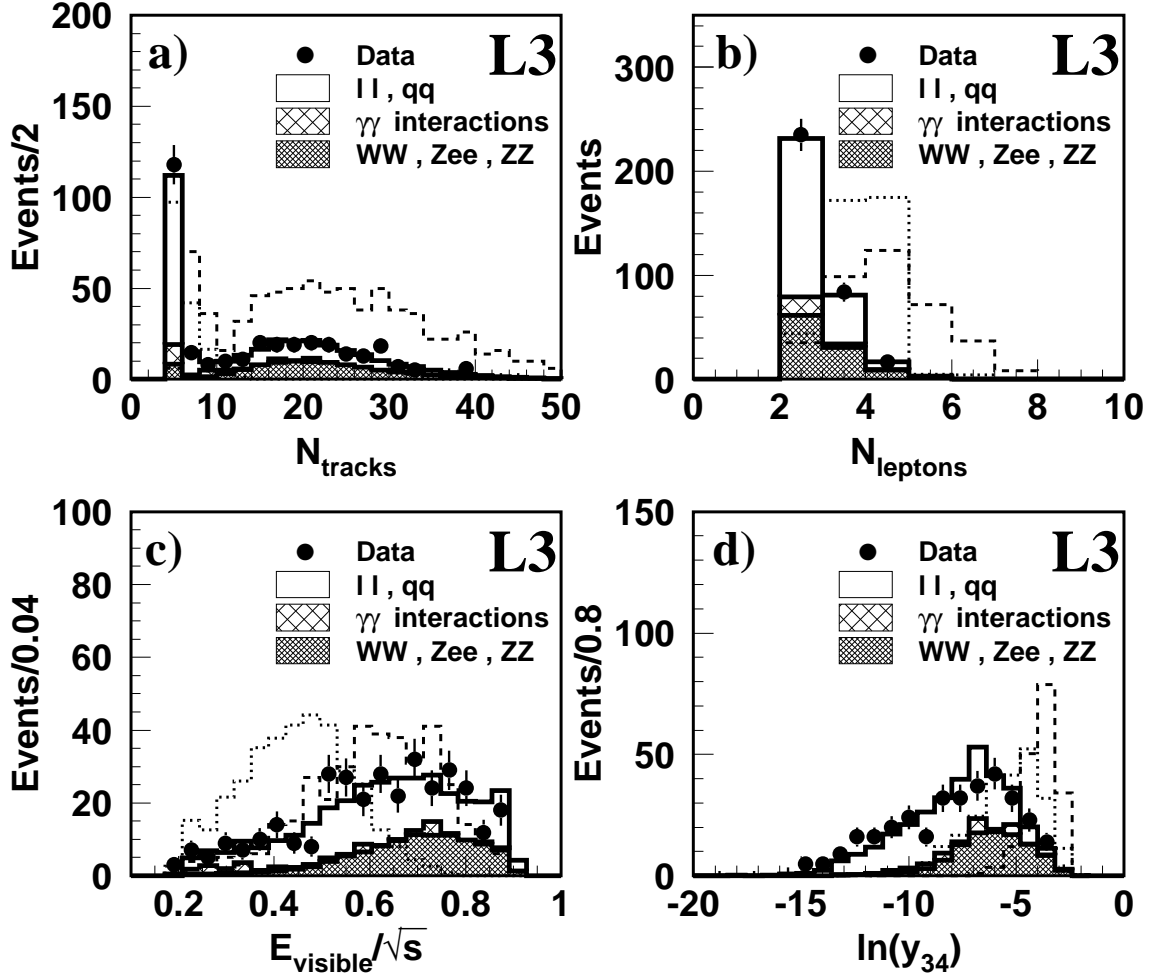 a)
L3
Data
l l , qq
γγ interactions
WW , Zee , ZZ
Events/2
200
150
100
50
0
0 10 20 30 40 50
N_tracks
b)
L3
Data
l l , qq
γγ interactions
WW , Zee , ZZ
Events
300
200
100
0
0 2 4 6 8 10
N_leptons
c)
L3
Data
l l , qq
γγ interactions
WW , Zee , ZZ
Events/0.04
100
80
60
40
20
0
0.2 0.4 0.6 0.8 1
E_visible/√s
d)
L3
Data
l l , qq
γγ interactions
WW , Zee , ZZ
Events/0.8
150
100
50
0
-20 -15 -10 -5 0
ln(y_34)